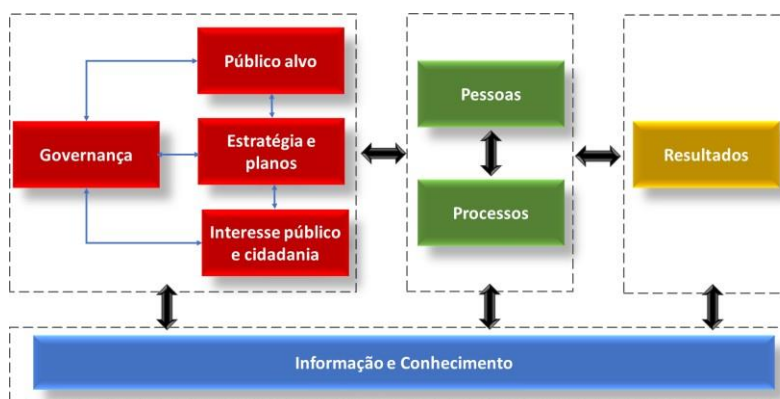 Público alvo
Governança
Estratégia e
planos
Interesse público
e cidadania
Pessoas
Processos
Resultados
Informação e Conhecimento